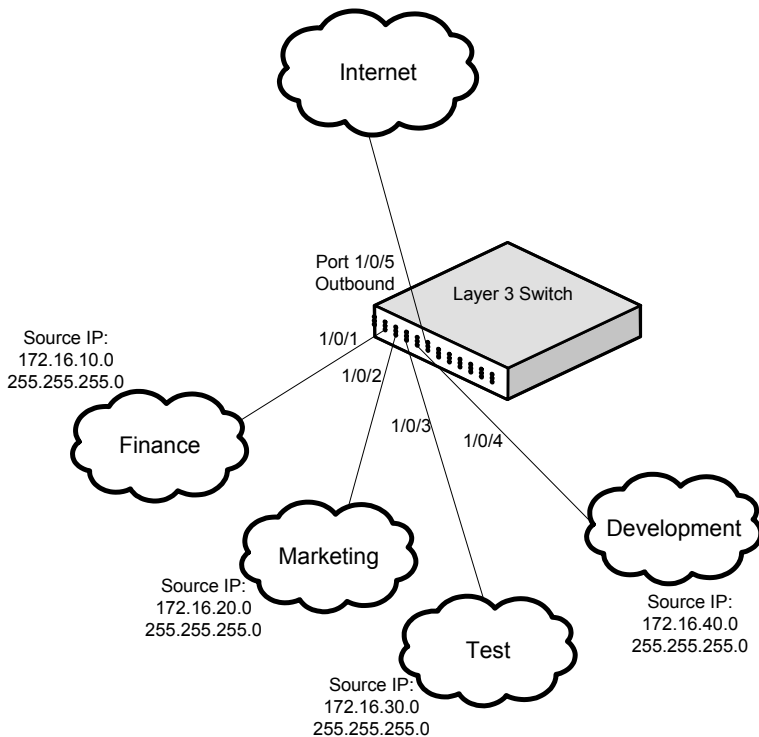 Internet
Port 1/0/5
Outbound
Layer 3 Switch
Source IP:
172.16.10.0
255.255.255.0
1/0/1
1/0/2
1/0/3
1/0/4
Finance
Marketing
Source IP:
172.16.20.0
255.255.255.0
Development
Source IP:
172.16.40.0
255.255.255.0
Test
Source IP:
172.16.30.0
255.255.255.0